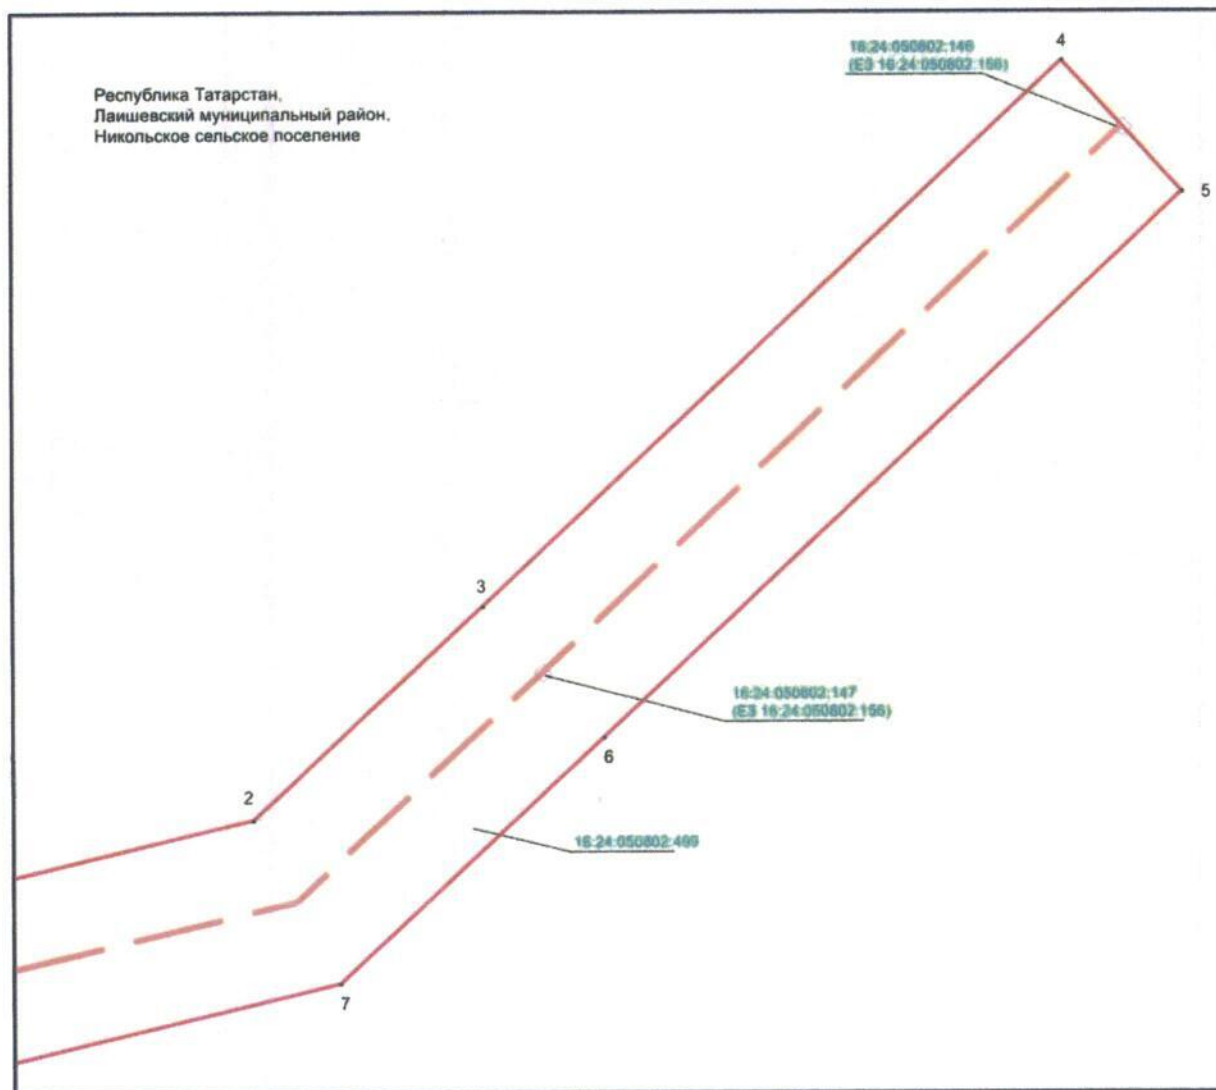 Республика Татарстан,
Лаишевский муниципальный район,
Никольское сельское поселение
16:24:050802:146
(ЕЗ 16:24:050802:156)
4
5
3
16:24:050802:147
(ЕЗ 16:24:050802:156)
6
2
16:24:050802:499
7